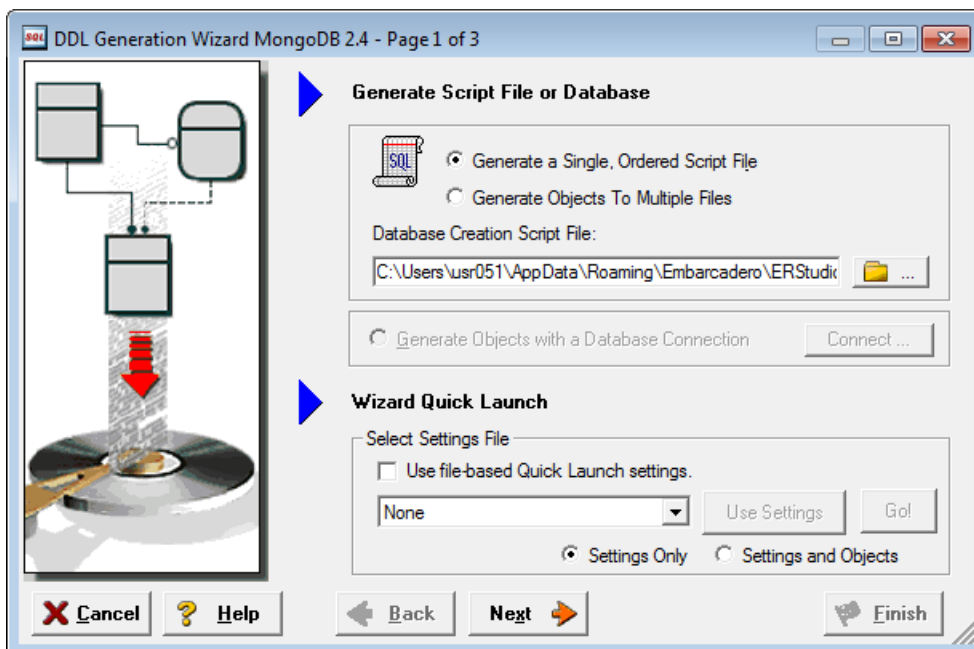 SQL DDL Generation Wizard MongoDB 2.4 - Page 1 of 3
Generate Script File or Database
SQL
Generate a Single, Ordered Script File
Generate Objects To Multiple Files
Database Creation Script File:
C:\Users\usr051\AppData\Roaming\Embarcadero\ERStudio ...
Generate Objects with a Database Connection Connect ...
Wizard Quick Launch
Select Settings File
Use file-based Quick Launch settings.
None Use Settings Go!
Settings Only Settings and Objects
Cancel Help Back Next Finish